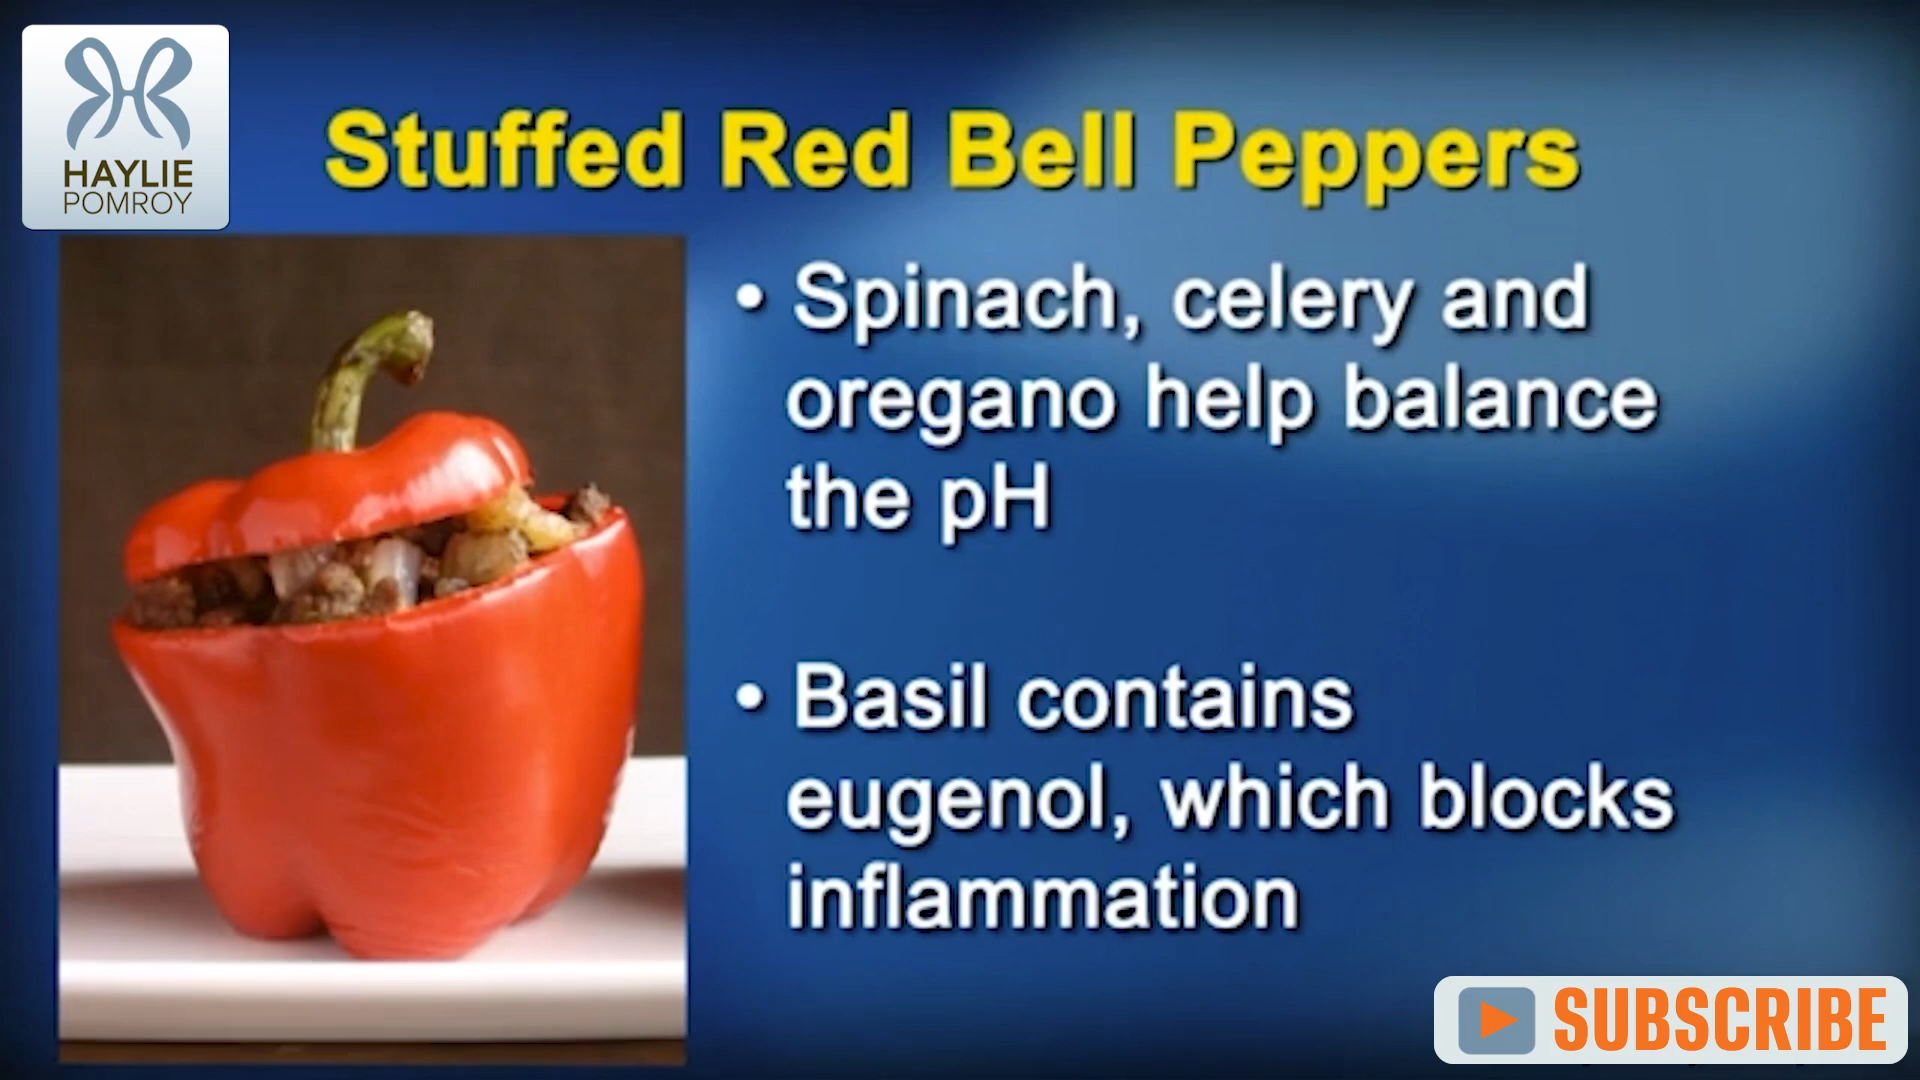 HAYLIE
POMROY
Stuffed Red Bell Peppers
• Spinach, celery and
oregano help balance
the pH
• Basil contains
eugenol, which blocks
inflammation
SUBSCRIBE